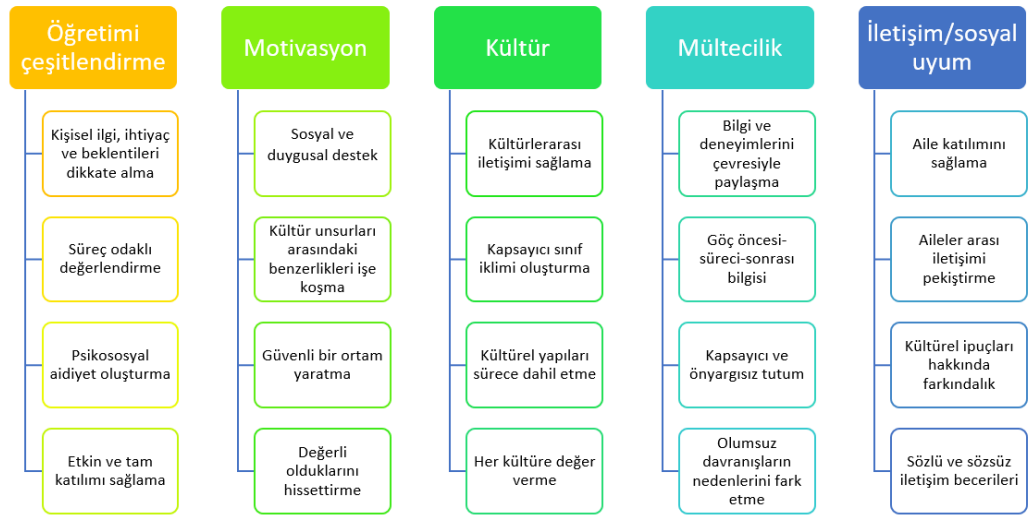 Öğretimi
çeşitlendirme
Kişisel ilgi, ihtiyaç
ve beklentileri
dikkate alma
Süreç odaklı
değerlendirme
Psikososyal
aidiyet oluşturma
Etkin ve tam
katılımı sağlama
Motivasyon
Sosyal ve
duygusal destek
Kültür unsurları
arasındaki
benzerlikleri işe
koşma
Güvenli bir ortam
yaratma
Değerli
olduklarını
hissettirme
Kültür
Kültürlerarası
iletişimi sağlama
Kapsayıcı sınıf
iklimi oluşturma
Kültürel yapıları
sürece dahil etme
Her kültüre değer
verme
Mültecilik
Bilgi ve
deneyimlerini
çevresiyle
paylaşma
Göç öncesi-
süreci-sonrası
bilgisi
Kapsayıcı ve
önyargısız tutum
Olumsuz
davranışların
nedenlerini fark
etme
İletişim/sosyal
uyum
Aile katılımını
sağlama
Aileler arası
iletişimi
pekiştirme
Kültürel ipuçları
hakkında
farkındalık
Sözlü ve sözsüz
iletişim becerileri